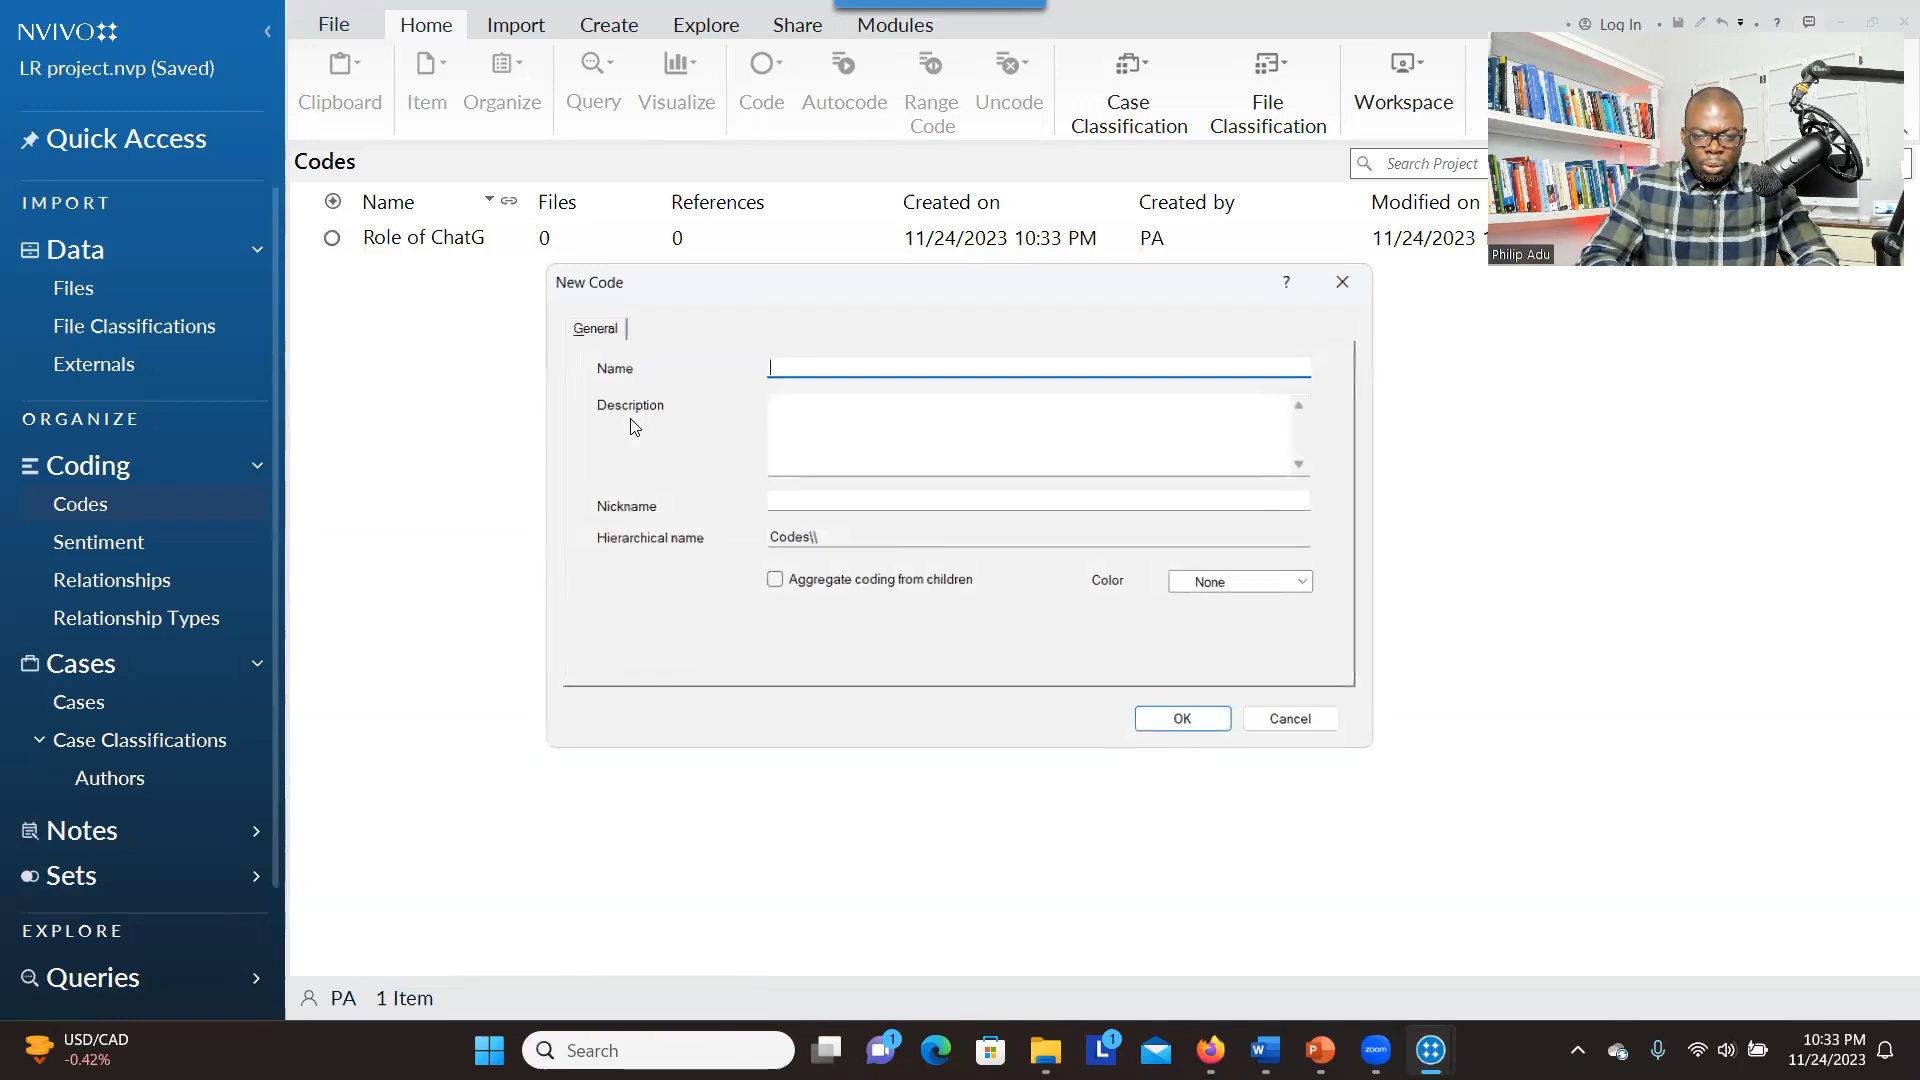 NVIVO
LR project.nvp (Saved)
Quick Access
IMPORT
Data
Files
File Classifications
Externals
ORGANIZE
Coding
Codes
Sentiment
Relationships
Relationship Types
Cases
Cases
Case Classifications
Authors
Notes
Sets
EXPLORE
Queries
File Home Import Create Explore Share Modules
Log In
Clipboard Item Organize Query Visualize Code Autocode Range Code Uncode Case Classification File Classification Workspace
Codes
Search Project
Name Files References Created on Created by Modified on
Role of ChatG 0 0 11/24/2023 10:33 PM PA 11/24/2023
Philip Adu
New Code
General
Name
Description
Nickname
Hierarchical name Codes\\
Aggregate coding from children Color None
OK Cancel
PA 1 Item
USD/CAD
-0.42%
Search
1
1
zoom
10:33 PM
11/24/2023